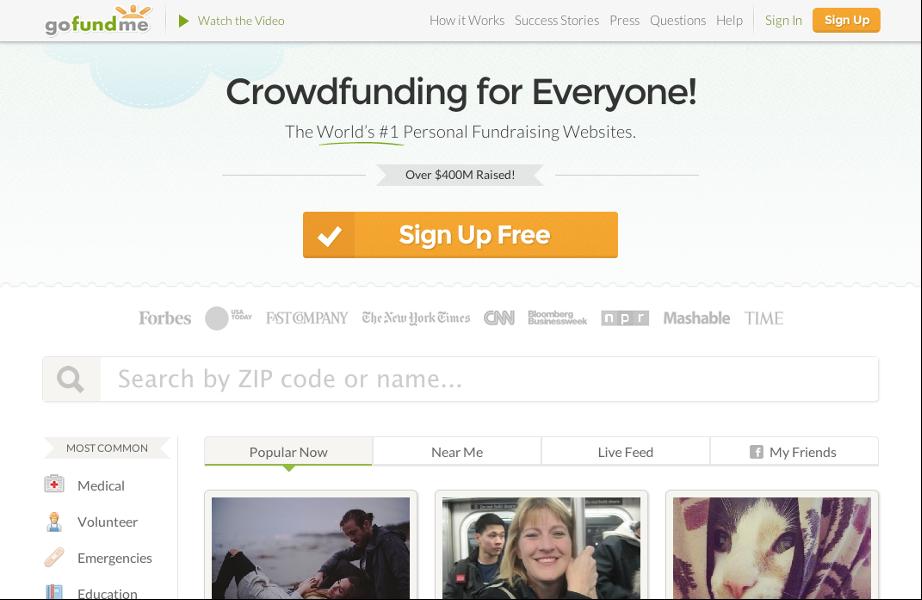 gofundme
Watch the Video
How it Works Success Stories Press Questions Help Sign In Sign Up
Crowdfunding for Everyone!
The World's #1 Personal Fundraising Websites.
Over $400M Raised!
Sign Up Free
Forbes USA TODAY FAST COMPANY The New York Times CNN Bloomberg Businessweek npr Mashable TIME
Search by ZIP code or name...
MOST COMMON
Medical
Volunteer
Emergencies
Education
Popular Now Near Me Live Feed My Friends